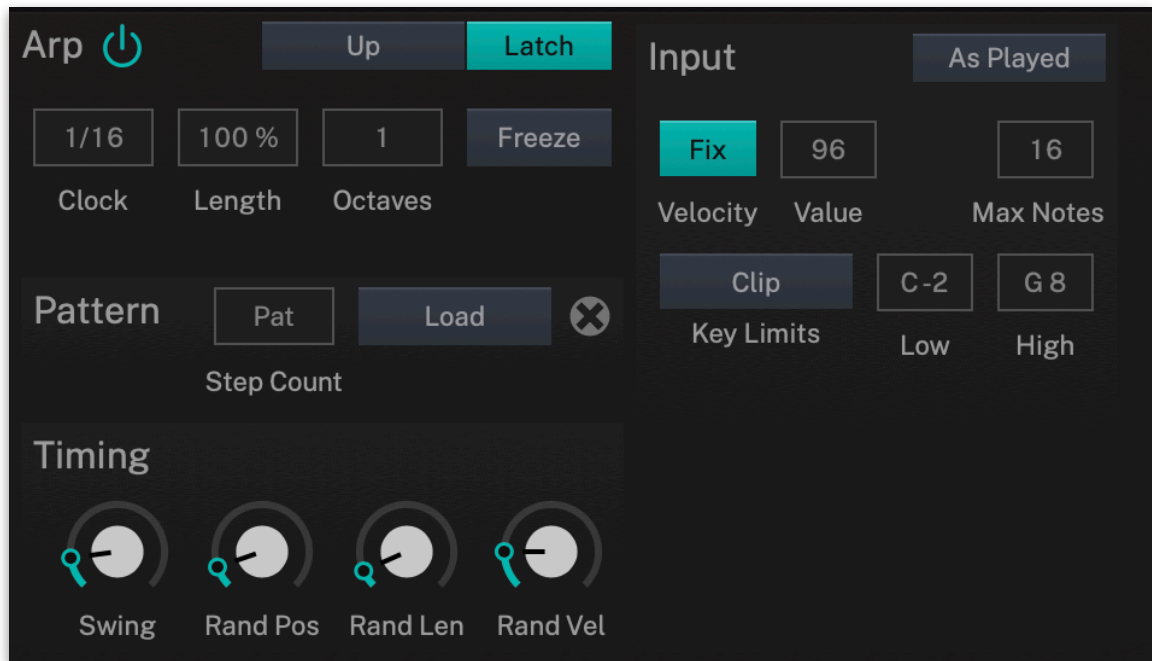 Arp
Up
Latch
1/16
100 %
1
Freeze
Clock
Length
Octaves
Pattern
Pat
Load
Step Count
Timing
Swing
Rand Pos
Rand Len
Rand Vel
Input
As Played
Fix
96
16
Velocity
Value
Max Notes
Clip
C -2
G 8
Key Limits
Low
High